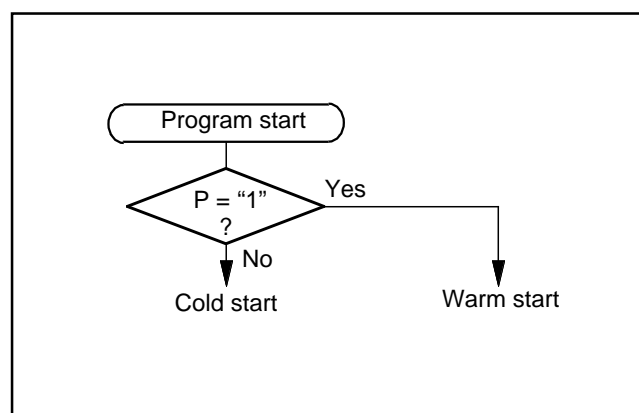 Program start
P = “1”
?
Yes
No
Cold start
Warm start